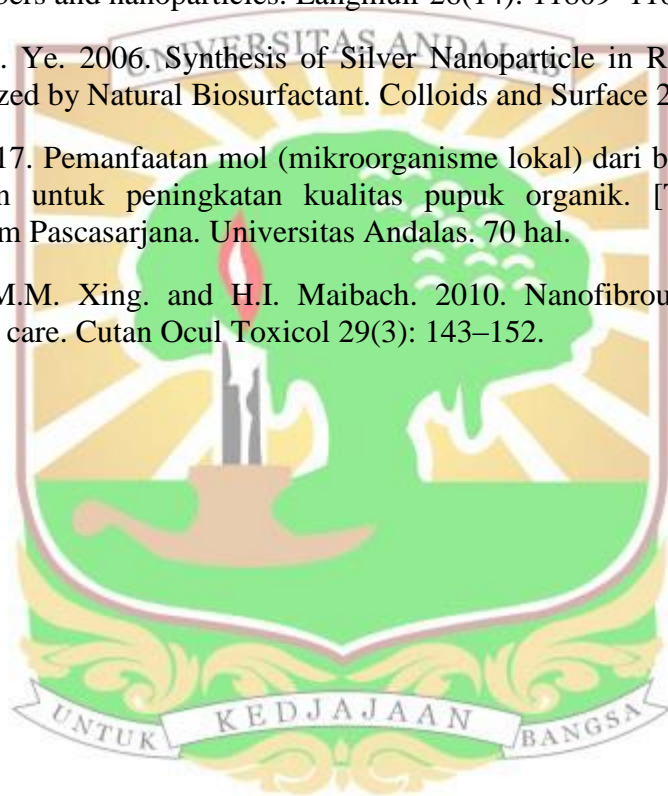 bers and nanoparticles. Langmuir 26(14): 11809–
UNIVERSITAS ANDALAS
. Ye. 2006. Synthesis of Silver Nanoparticle in R
zed by Natural Biosurfactant. Colloids and Surface 2
17. Pemanfaatan mol (mikroorganisme lokal) dari b
n untuk peningkatan kualitas pupuk organik. [T
m Pascasarjana. Universitas Andalas. 70 hal.
M.M. Xing. and H.I. Maibach. 2010. Nanofibrou
care. Cutan Ocul Toxicol 29(3): 143–152.
UNTUK KEDJAJAAN BANGSA